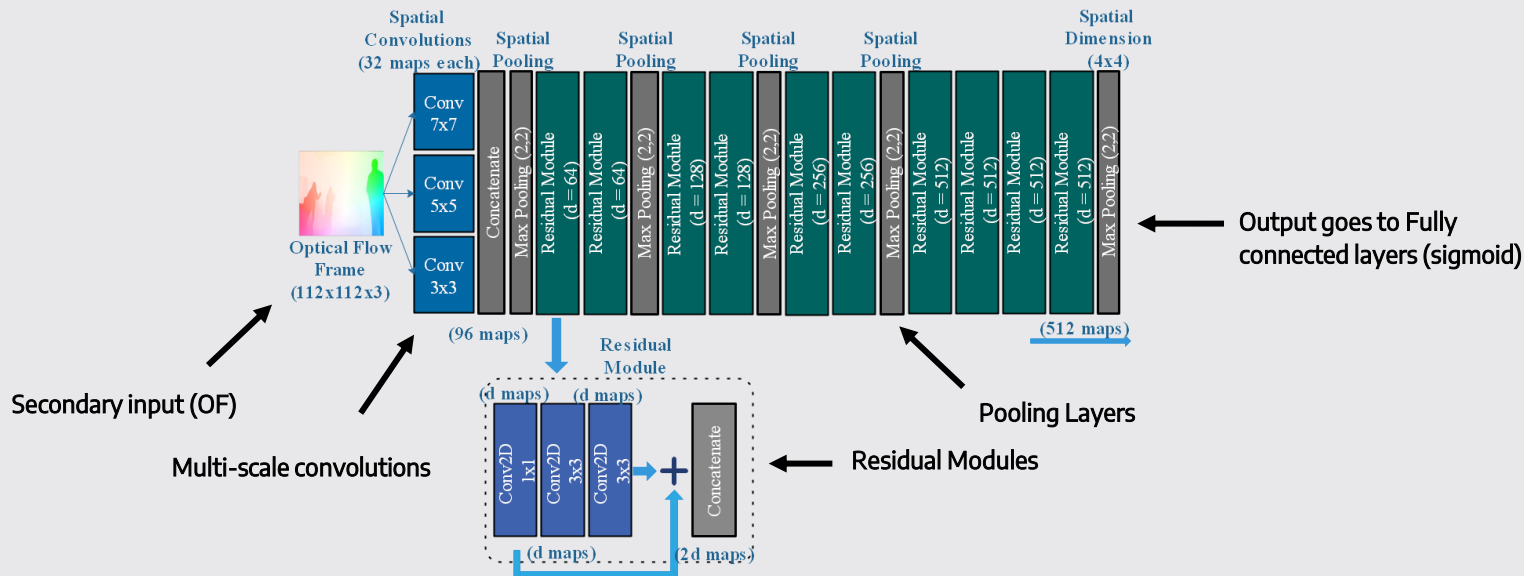 Spatial
Convolutions
(32 maps each)
Spatial
Pooling
Spatial
Pooling
Spatial
Pooling
Spatial
Pooling
Spatial
Dimension
(4x4)
Conv
7x7
Conv
5x5
Conv
3x3
Concatenate
Max Pooling (2,2)
Residual Module
(d = 64)
Residual Module
(d = 64)
Max Pooling (2,2)
Residual Module
(d = 128)
Residual Module
(d = 128)
Max Pooling (2,2)
Residual Module
(d = 256)
Residual Module
(d = 256)
Max Pooling (2,2)
Residual Module
(d = 512)
Residual Module
(d = 512)
Residual Module
(d = 512)
Residual Module
(d = 512)
Max Pooling (2,2)
Optical Flow
Frame
(112x112x3)
Output goes to Fully
connected layers (sigmoid)
(96 maps)
(512 maps)
Residual
Module
Secondary input (OF)
Multi-scale convolutions
Pooling Layers
Residual Modules
(d maps)
(d maps)
Conv2D
1x1
Conv2D
3x3
Conv2D
3x3
+
Concatenate
(d maps)
(2d maps)